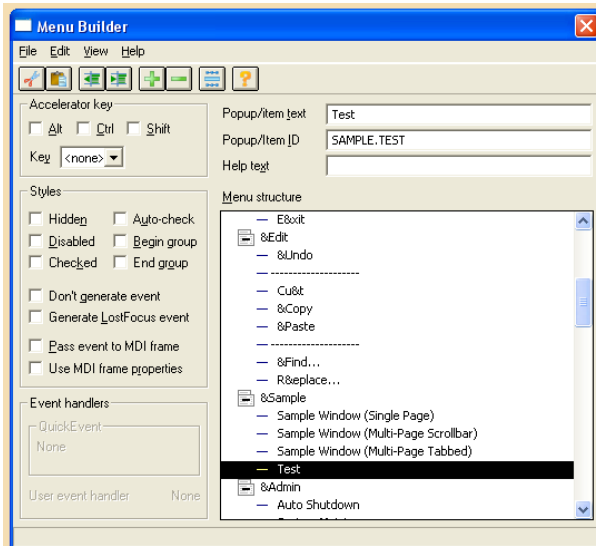 Menu Builder
File Edit View Help
Accelerator key
Alt Ctrl Shift
Key <none>
Popup/item text Test
Popup/Item ID SAMPLE.TEST
Help text
Styles
Hidden Auto-check
Disabled Begin group
Checked End group
Don't generate event
Generate LostFocus event
Pass event to MDI frame
Use MDI frame properties
Event handlers
QuickEvent
None
User event handler None
Menu structure
— E&xit
&Edit
— &Undo
— --------------------
— Cu&t
— &Copy
— &Paste
— --------------------
— &Find...
— R&eplace...
&Sample
— Sample Window (Single Page)
— Sample Window (Multi-Page Scrollbar)
— Sample Window (Multi-Page Tabbed)
— Test
&Admin
— Auto Shutdown